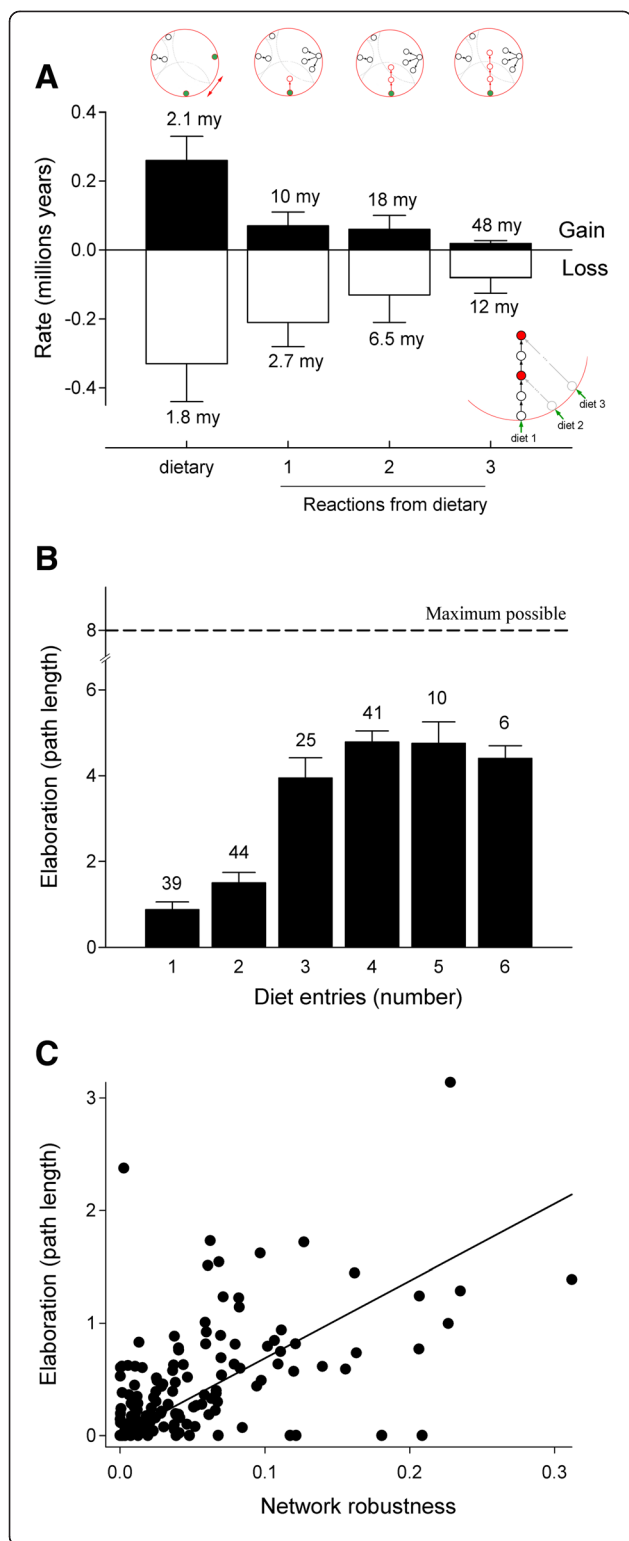 A
0.4
0.2
0.0
-0.2
-0.4
Rate (millions years)
2.1 my
10 my
18 my
48 my
Gain
Loss
1.8 my
2.7 my
6.5 my
12 my
diet 1
diet 2
diet 3
dietary
1
2
3
Reactions from dietary
B
Maximum possible
8
6
4
2
0
Elaboration (path length)
39
44
25
41
10
6
1
2
3
4
5
6
Diet entries (number)
C
3
2
1
0
Elaboration (path length)
0.0
0.1
0.2
0.3
Network robustness